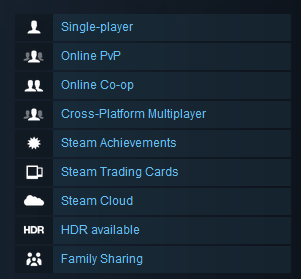 Single-player
Online PvP
Online Co-op
Cross-Platform Multiplayer
Steam Achievements
Steam Trading Cards
Steam Cloud
HDR HDR available
Family Sharing